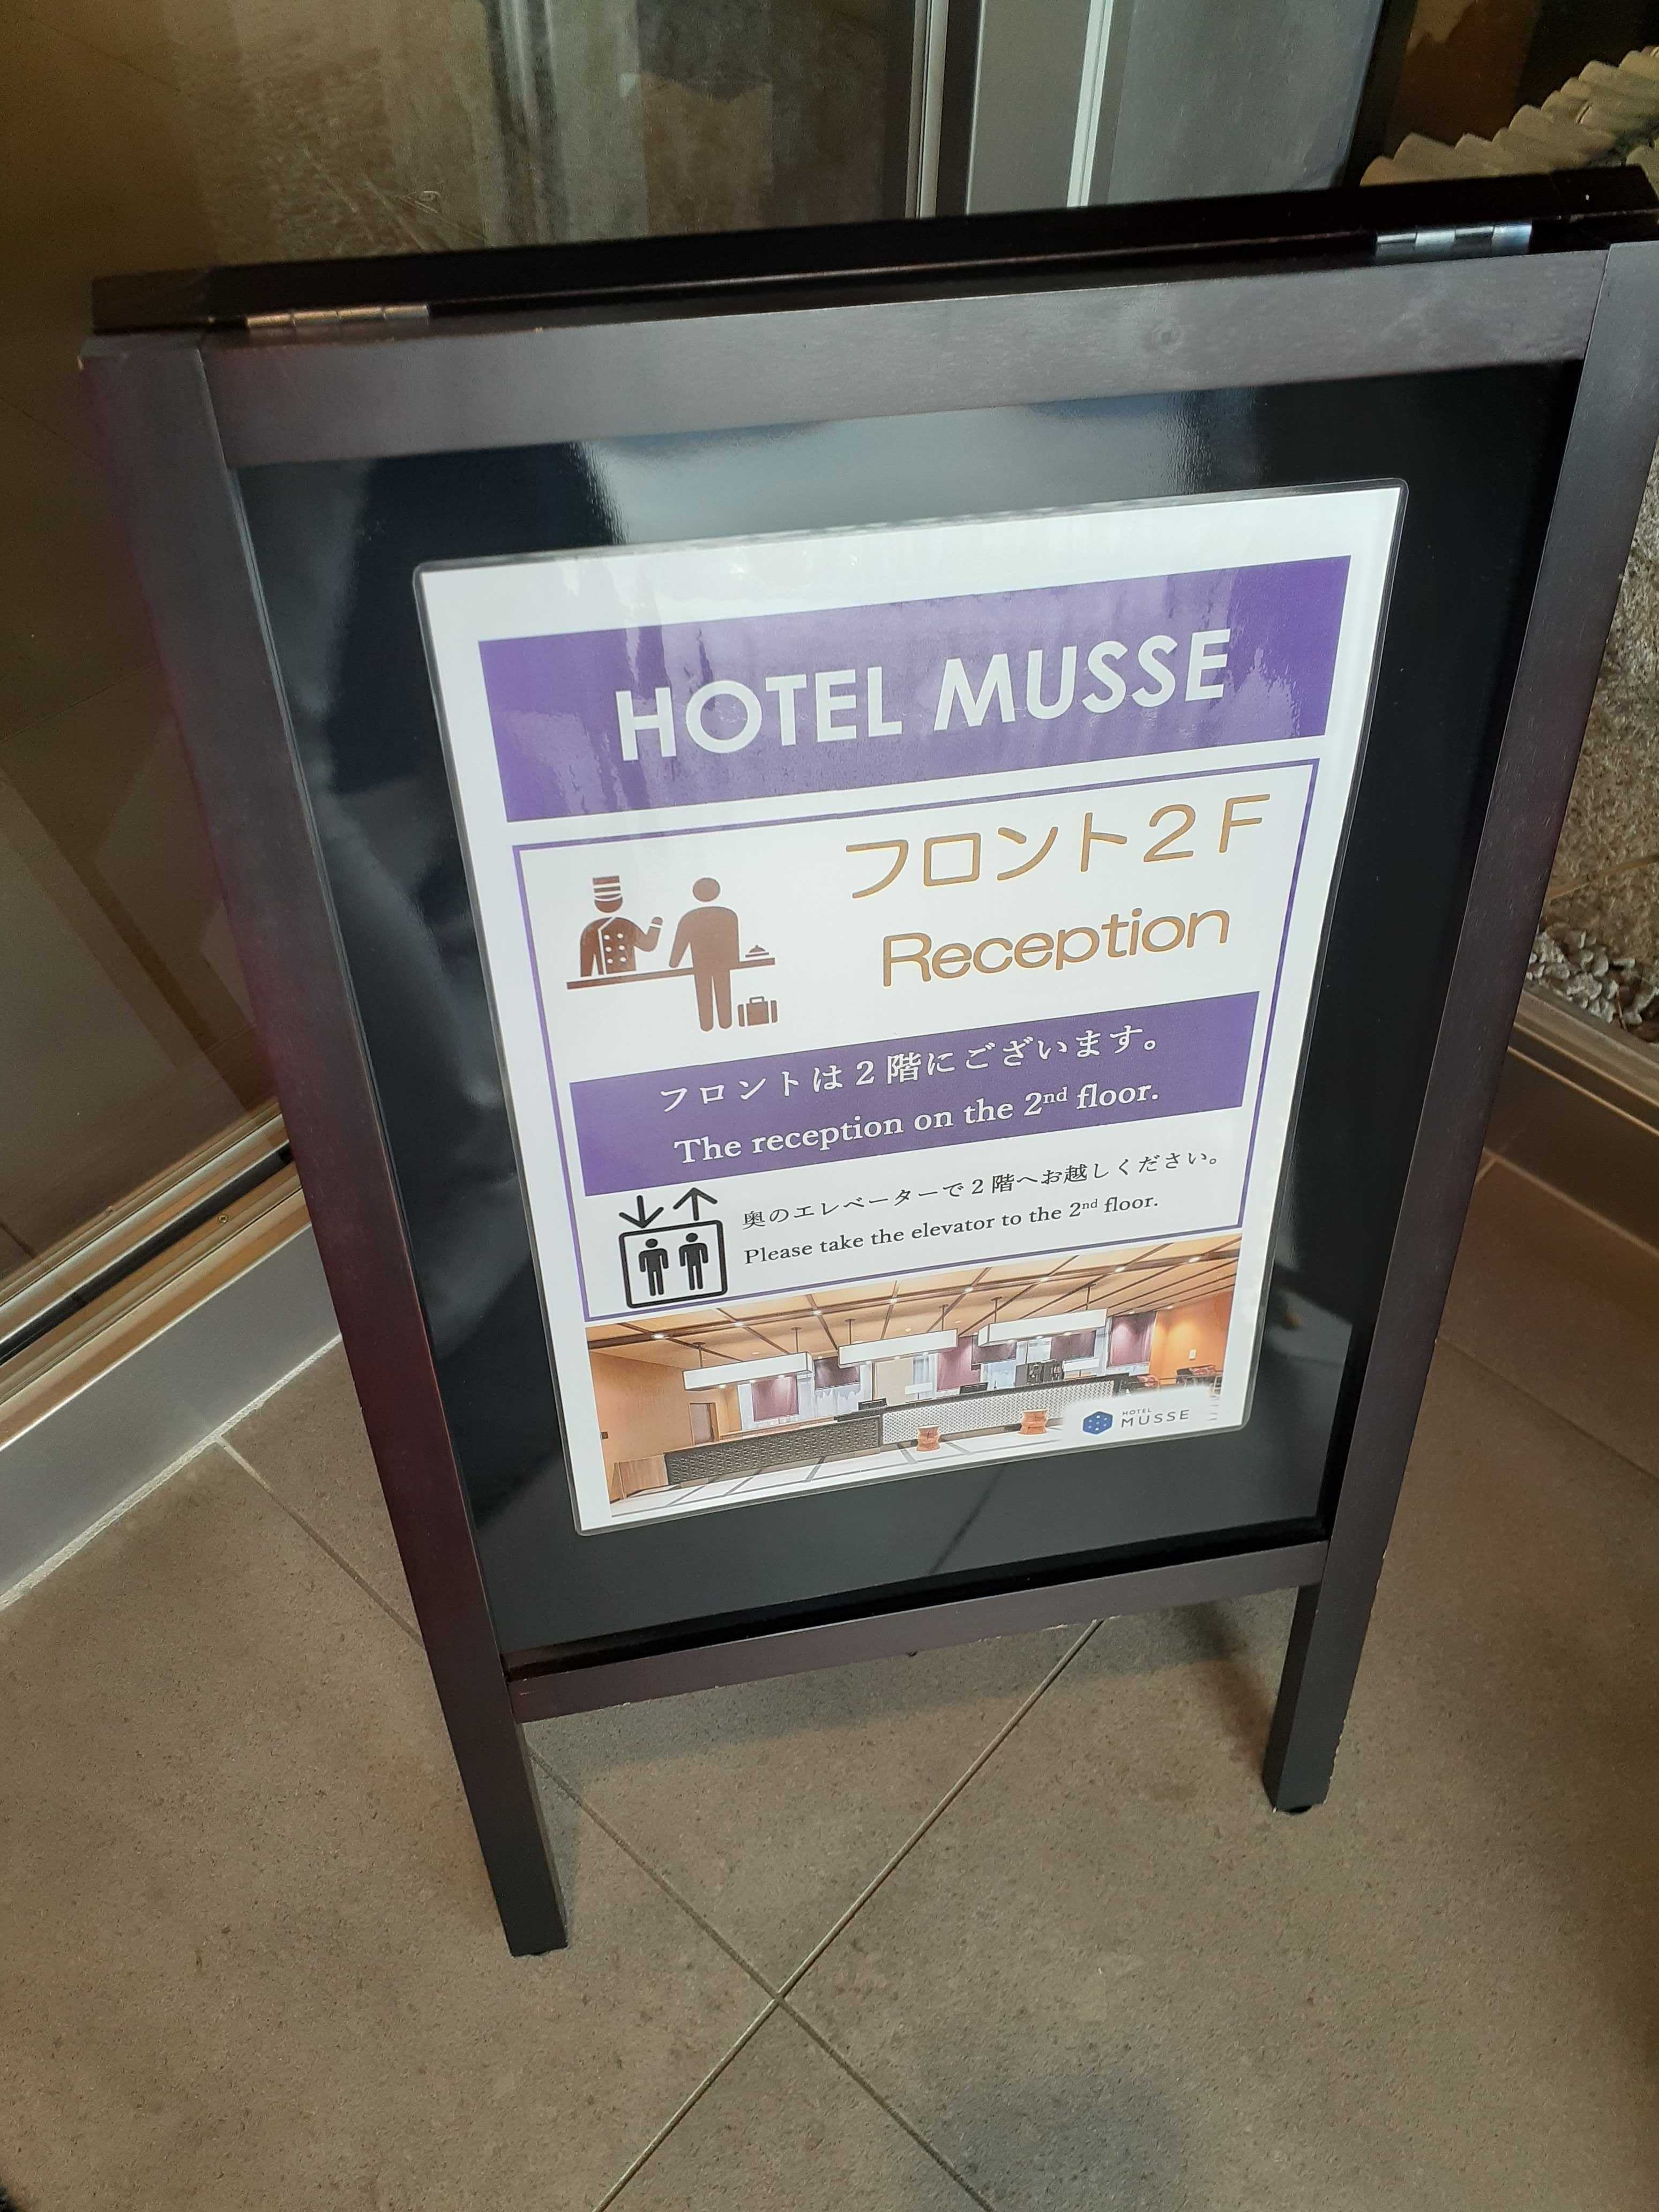 HOTEL MUSSE
フロント２Ｆ
Reception
フロントは２階にございます。
The reception on the 2nd floor.
奥のエレベーターで２階へお越しください。
Please take the elevator to the 2nd floor.
HOTEL
MUSSE